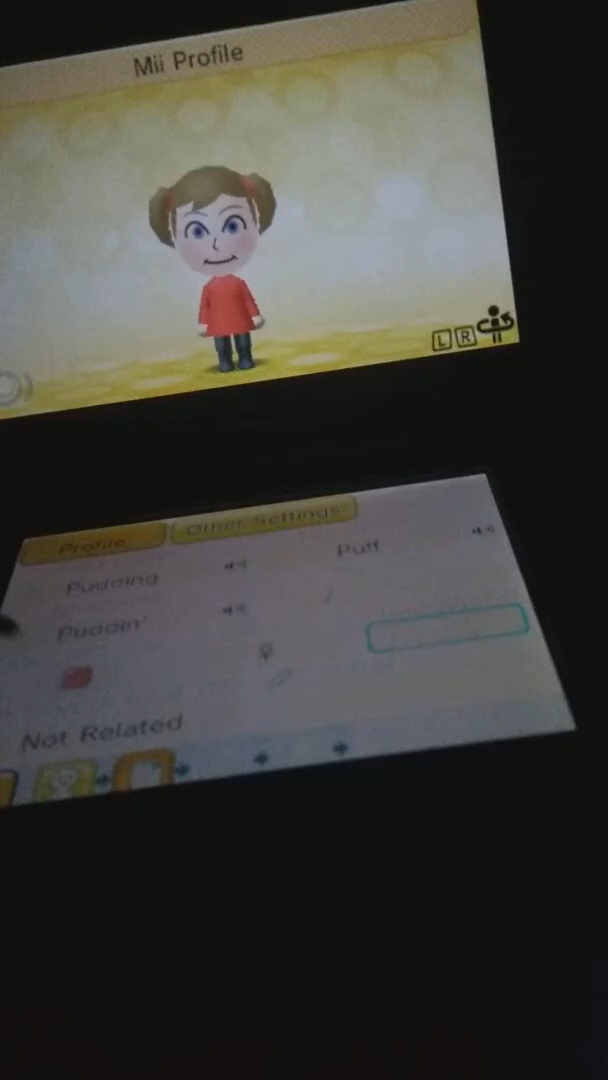 Mii Profile
L R
Profile Other Settings
Pudding Puff
Puddin'
Not Related